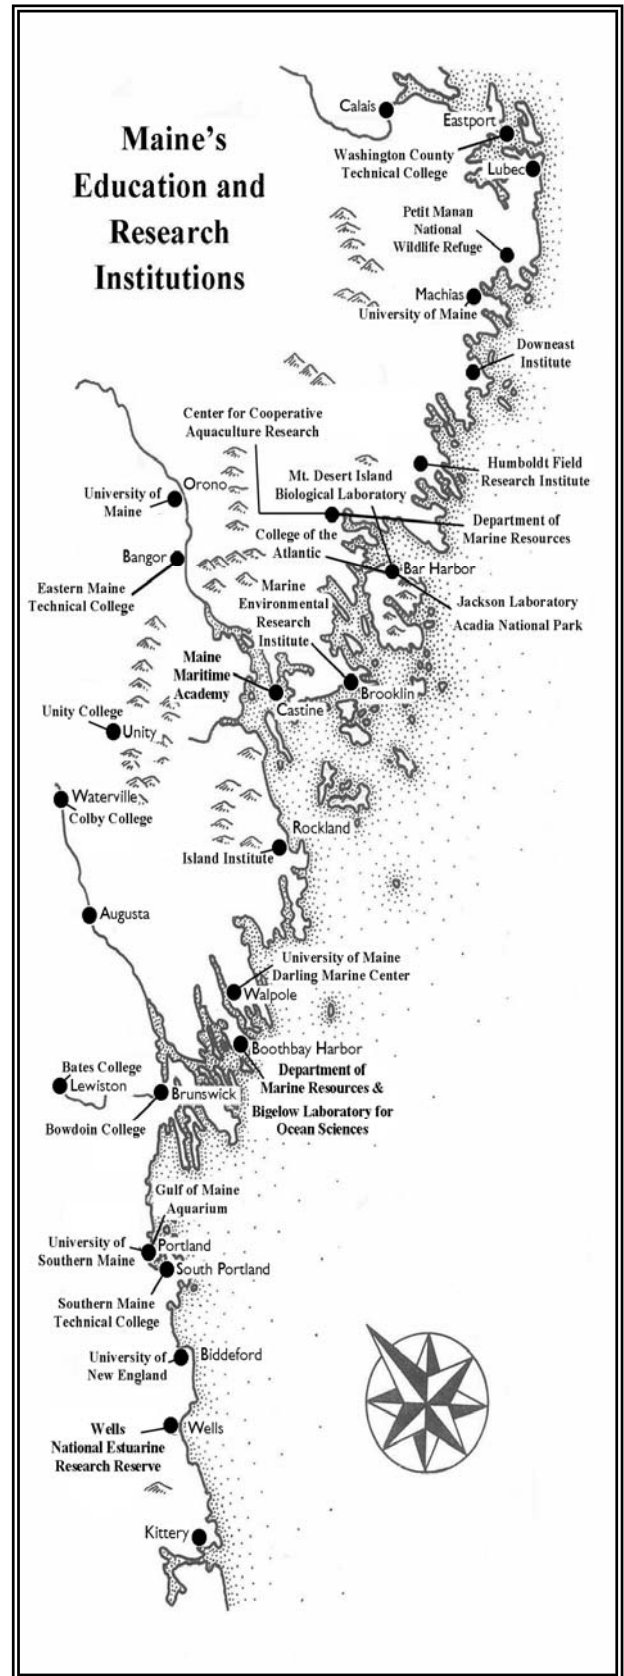 Maine's
Education and
Research
Institutions
Calais
Eastport
Washington County
Technical College
Lubec
Petit Manan
National
Wildlife Refuge
Machias
University of Maine
Downeast
Institute
Center for Cooperative
Aquaculture Research
Humboldt Field
Research Institute
Mt. Desert Island
Biological Laboratory
Orono
University of
Maine
Department of
Marine Resources
College of the
Atlantic
Bangor
Bar Harbor
Eastern Maine
Technical College
Marine
Environmental
Research
Institute
Jackson Laboratory
Acadia National Park
Maine
Maritime
Academy
Brooklin
Castine
Unity College
Unity
Waterville
Colby College
Rockland
Island Institute
Augusta
University of Maine
Darling Marine Center
Walpole
Boothbay Harbor
Department of
Marine Resources &
Bigelow Laboratory for
Ocean Sciences
Bates College
Lewiston
Brunswick
Bowdoin College
Gulf of Maine
Aquarium
University of
Southern Maine
Portland
South Portland
Southern Maine
Technical College
Biddeford
University of
New England
Wells
National Estuarine
Research Reserve
Wells
Kittery